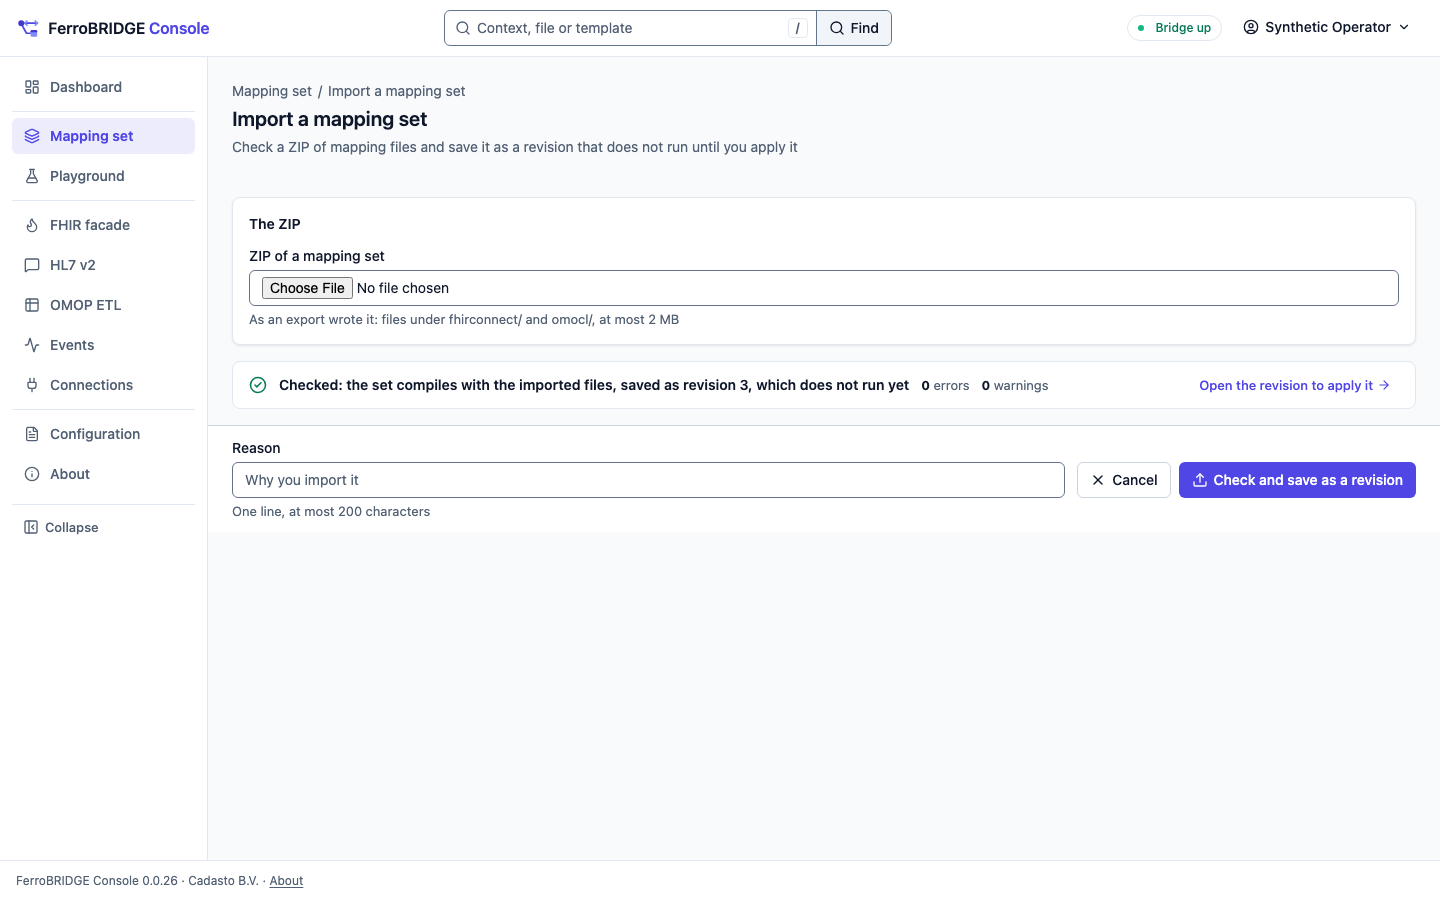 FerroBRIDGE Console
Context, file or template
/
Find
Bridge up
Synthetic Operator
Dashboard
Mapping set
Playground
FHIR facade
HL7 v2
OMOP ETL
Events
Connections
Configuration
About
Collapse
Mapping set / Import a mapping set
Import a mapping set
Check a ZIP of mapping files and save it as a revision that does not run until you apply it
The ZIP
ZIP of a mapping set
Choose File No file chosen
As an export wrote it: files under fhirconnect/ and omocl/, at most 2 MB
Checked: the set compiles with the imported files, saved as revision 3, which does not run yet 0 errors 0 warnings
Open the revision to apply it →
Reason
Why you import it
Cancel
Check and save as a revision
One line, at most 200 characters
FerroBRIDGE Console 0.0.26 · Cadasto B.V. · About